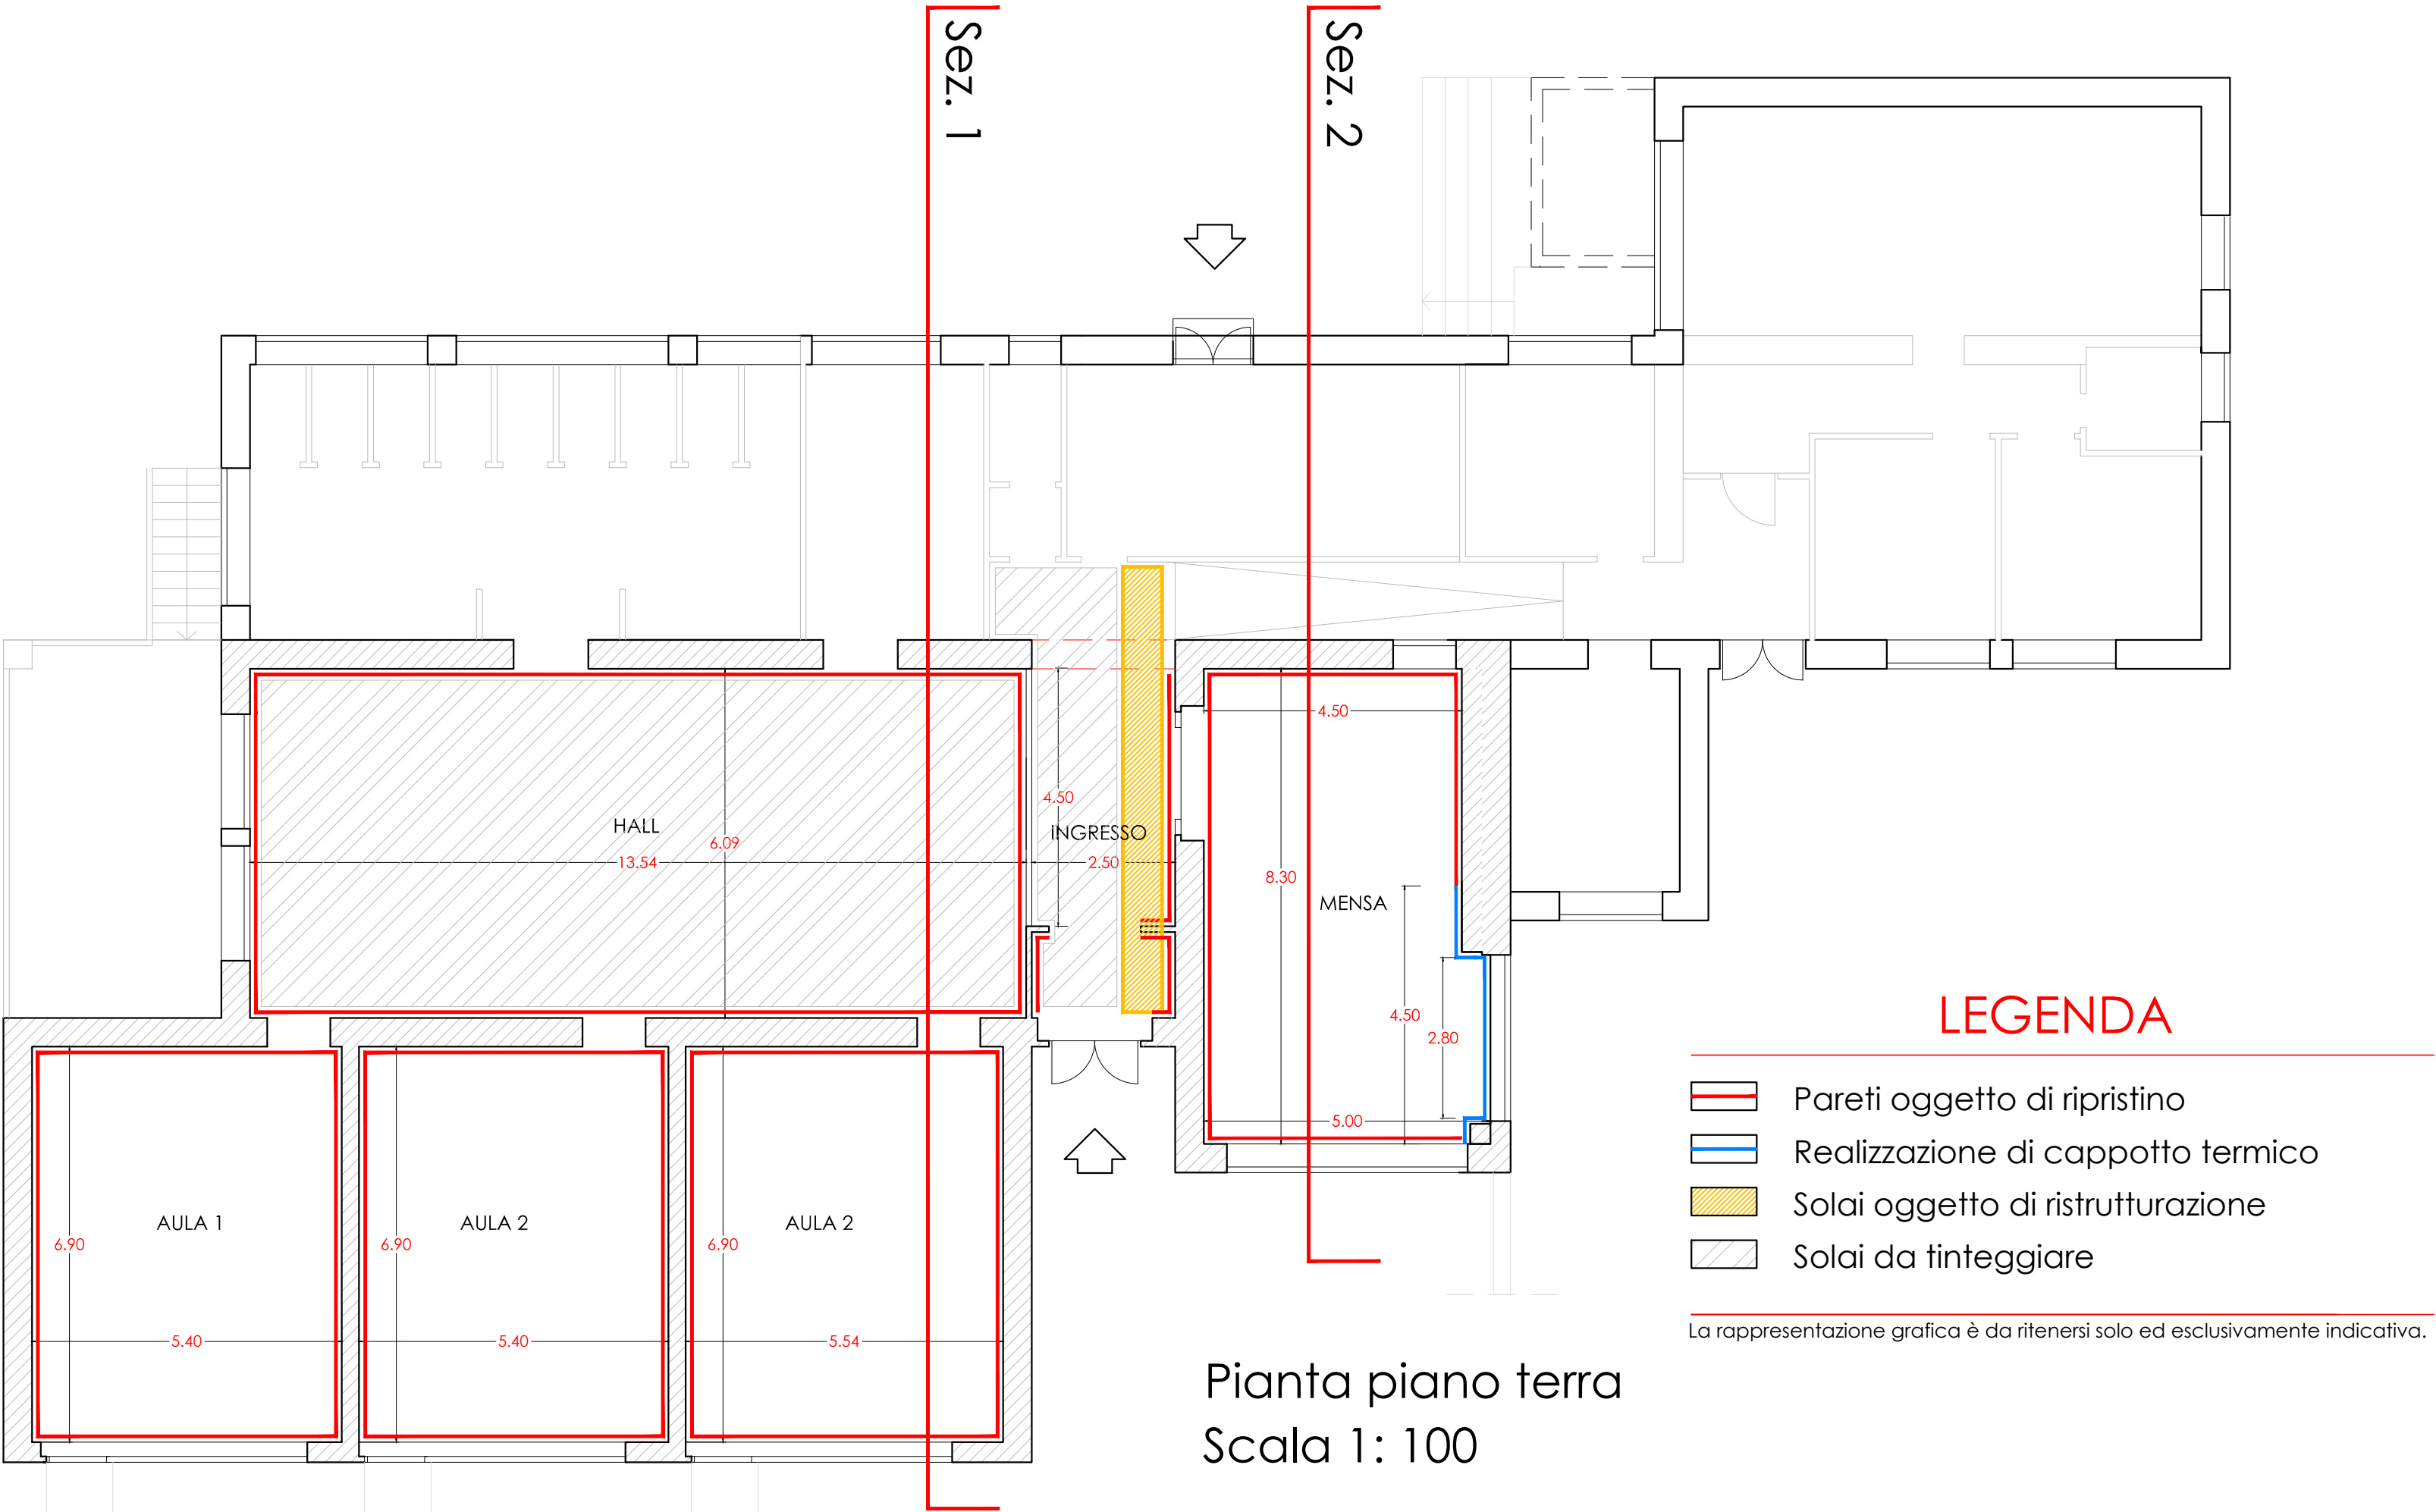 Sez. 1
Sez. 2
4.50
4.50
HALL
6.09
13.54
INGRESSO
2.50
8.30
MENSA
4.50
2.80
5.00
AULA 1
AULA 2
AULA 2
6.90
6.90
6.90
5.40
5.40
5.54
LEGENDA
Pareti oggetto di ripristino
Realizzazione di cappotto termico
Solai oggetto di ristrutturazione
Solai da tinteggiare
La rappresentazione grafica è da ritenersi solo ed esclusivamente indicativa.
Pianta piano terra
Scala 1: 100